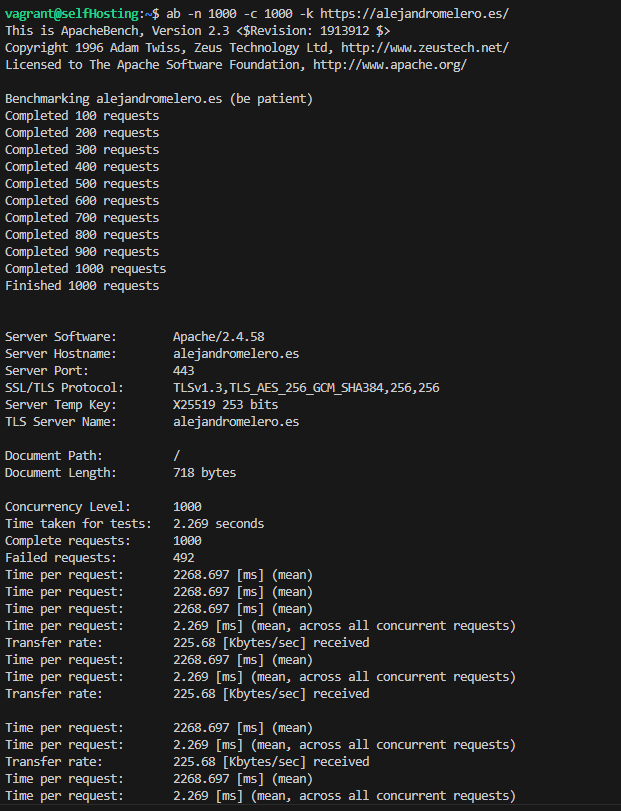 vagrant@selfHosting:~$ ab -n 1000 -c 1000 -k https://alejandromelero.es/
This is ApacheBench, Version 2.3 <$Revision: 1913912 $>
Copyright 1996 Adam Twiss, Zeus Technology Ltd, http://www.zeustech.net/
Licensed to The Apache Software Foundation, http://www.apache.org/

Benchmarking alejandromelero.es (be patient)
Completed 100 requests
Completed 200 requests
Completed 300 requests
Completed 400 requests
Completed 500 requests
Completed 600 requests
Completed 700 requests
Completed 800 requests
Completed 900 requests
Completed 1000 requests
Finished 1000 requests


Server Software:        Apache/2.4.58
Server Hostname:        alejandromelero.es
Server Port:            443
SSL/TLS Protocol:       TLSv1.3,TLS_AES_256_GCM_SHA384,256,256
Server Temp Key:        X25519 253 bits
TLS Server Name:        alejandromelero.es

Document Path:          /
Document Length:        718 bytes

Concurrency Level:      1000
Time taken for tests:   2.269 seconds
Complete requests:      1000
Failed requests:        492
Time per request:       2268.697 [ms] (mean)
Time per request:       2268.697 [ms] (mean)
Time per request:       2268.697 [ms] (mean)
Time per request:       2.269 [ms] (mean, across all concurrent requests)
Transfer rate:          225.68 [Kbytes/sec] received
Time per request:       2268.697 [ms] (mean)
Time per request:       2.269 [ms] (mean, across all concurrent requests)
Transfer rate:          225.68 [Kbytes/sec] received

Time per request:       2268.697 [ms] (mean)
Time per request:       2.269 [ms] (mean, across all concurrent requests)
Transfer rate:          225.68 [Kbytes/sec] received
Time per request:       2268.697 [ms] (mean)
Time per request:       2.269 [ms] (mean, across all concurrent requests)